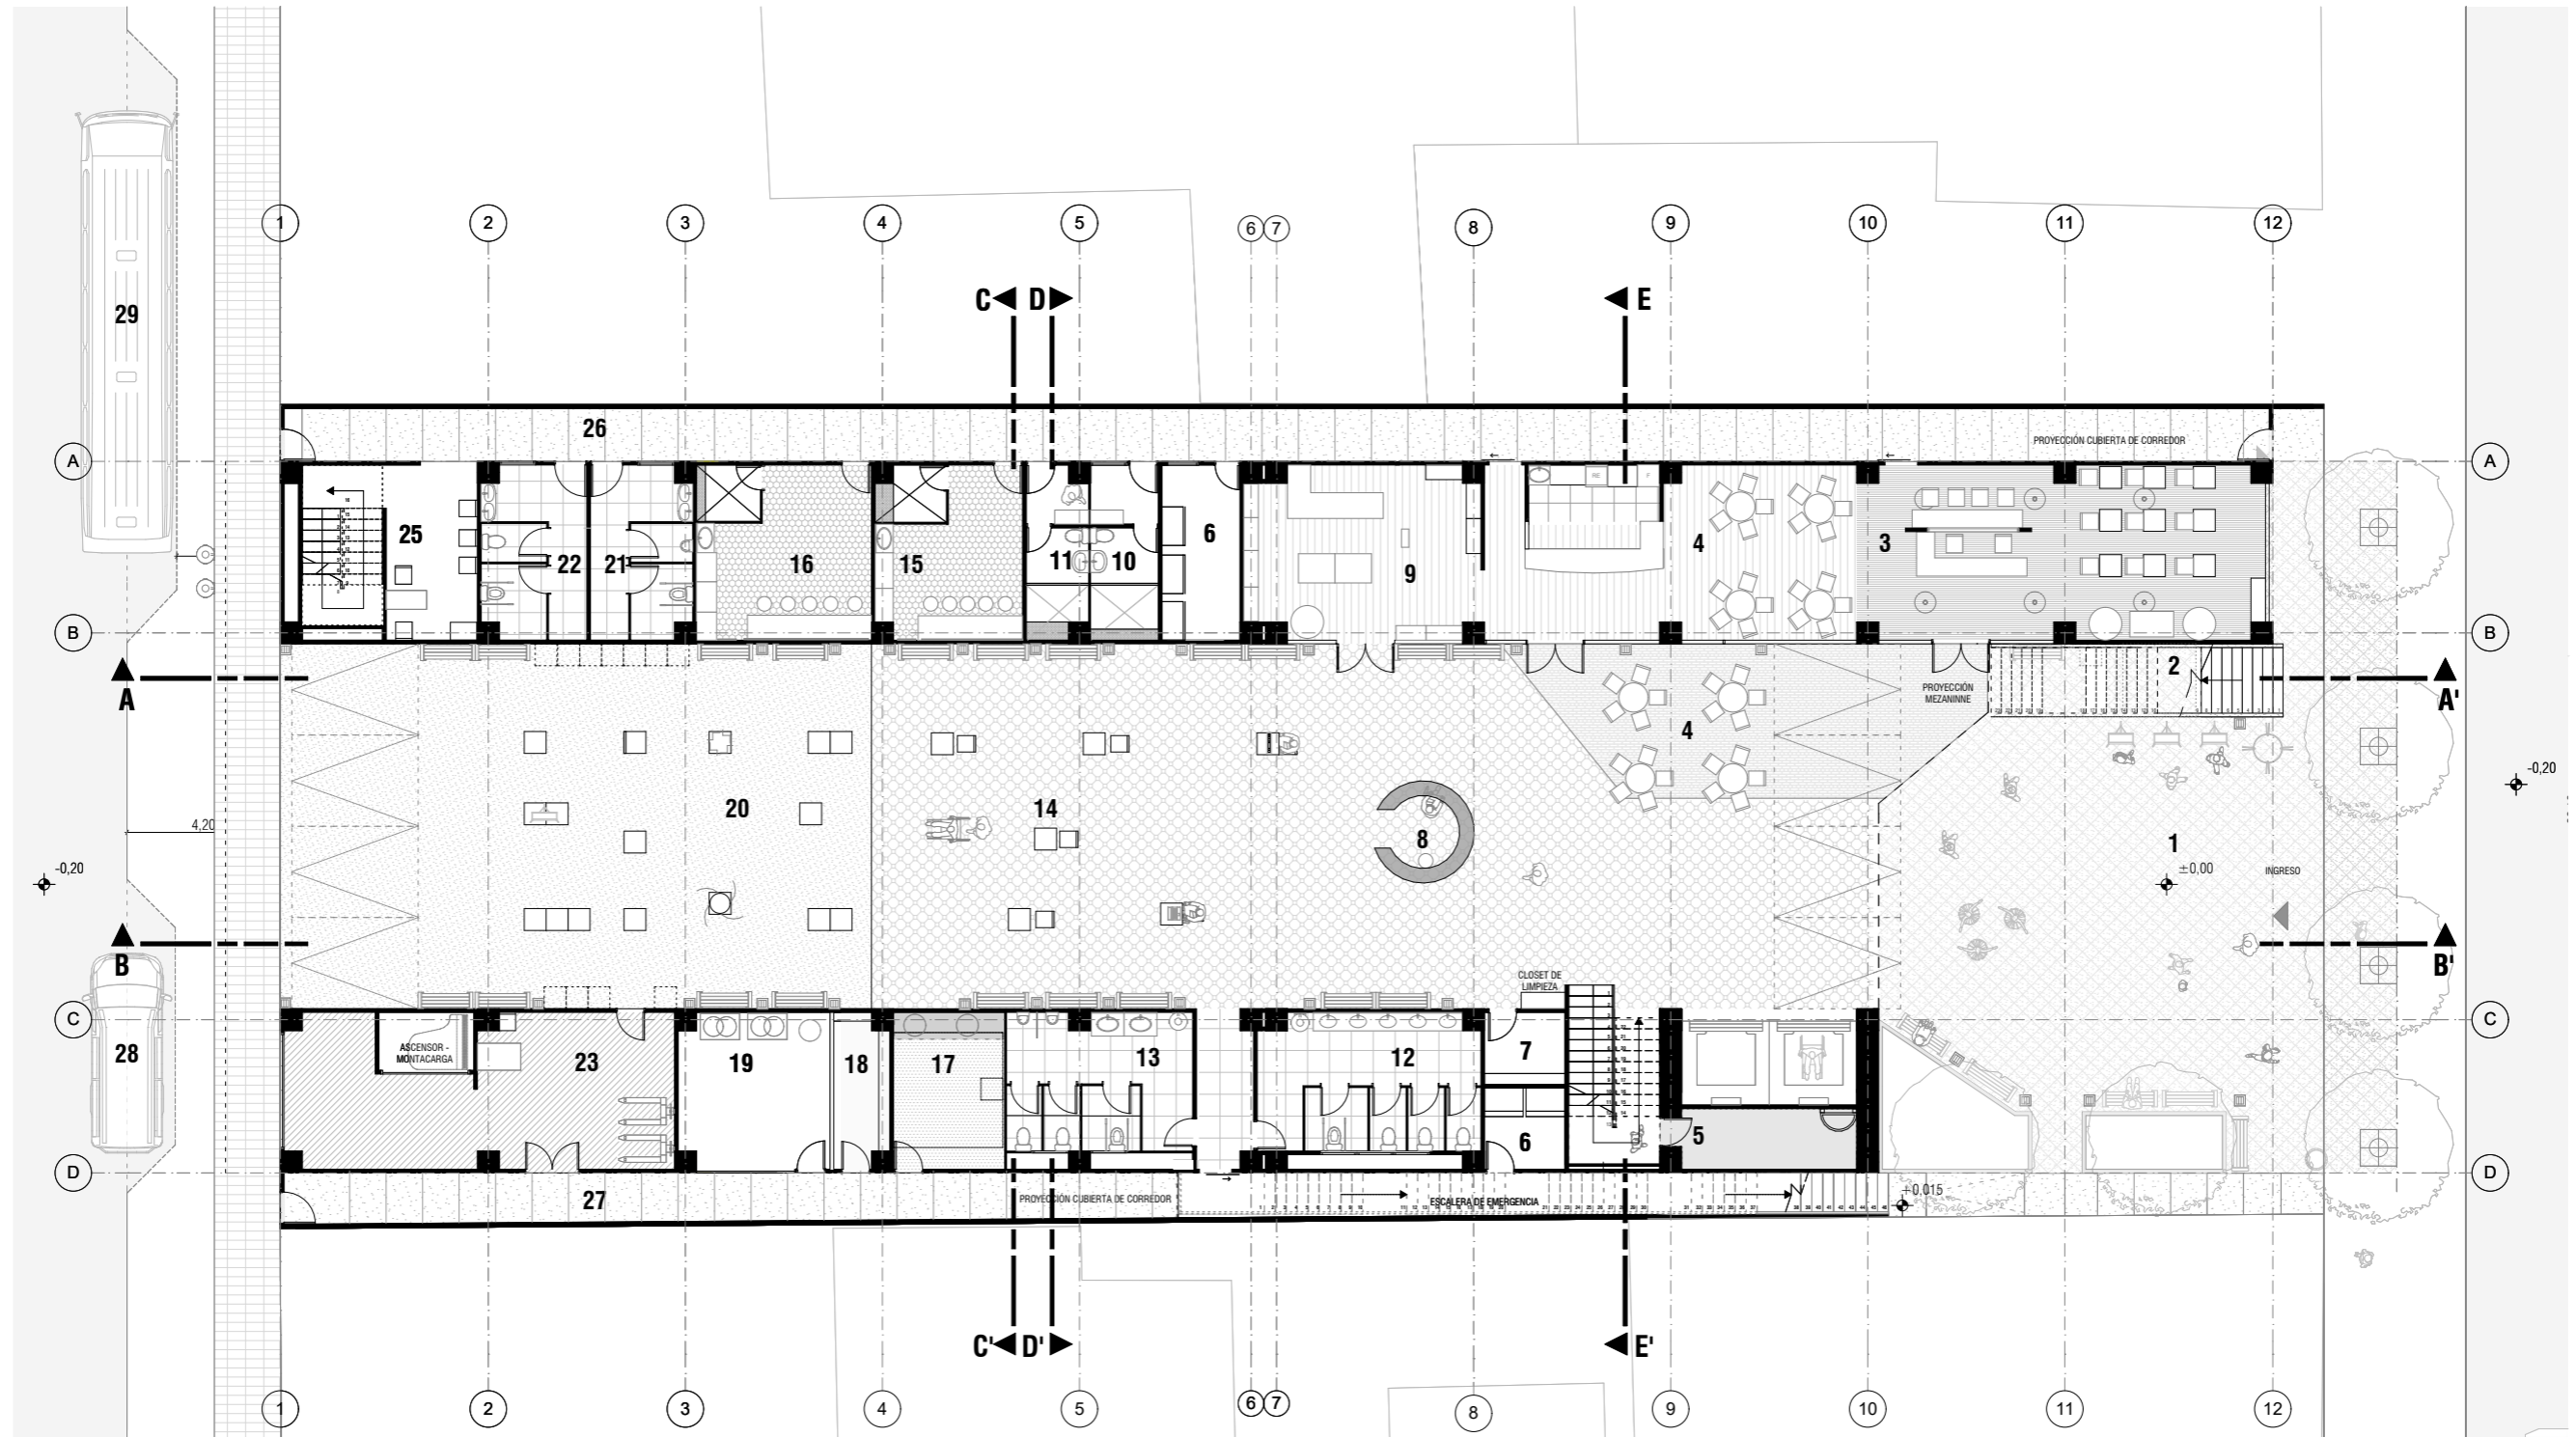 1 2 3 4 5 6 7 8 9 10 11 12
C D E
29
26
PROYECCIÓN CUBIERTA DE CORREDOR
A A
25 22 21 16 15 11 10 6 9 4 3
RE F
B B
2
A A'
PROYECCIÓN
MEZANINNE
4
-0,20
20 14 8 1
4,20
±0,00
INGRESO
-0,20
B B'
CLOSET DE
LIMPIEZA
C C
28
ASCENSOR -
MONTACARGA
23 19 18 17 13 12 7
5
6
D D
27
PROYECCIÓN CUBIERTA DE CORREDOR
ESCALERA DE EMERGENCIA
+0,015
C' D' E'
1 2 3 4 5 6 7 8 9 10 11 12